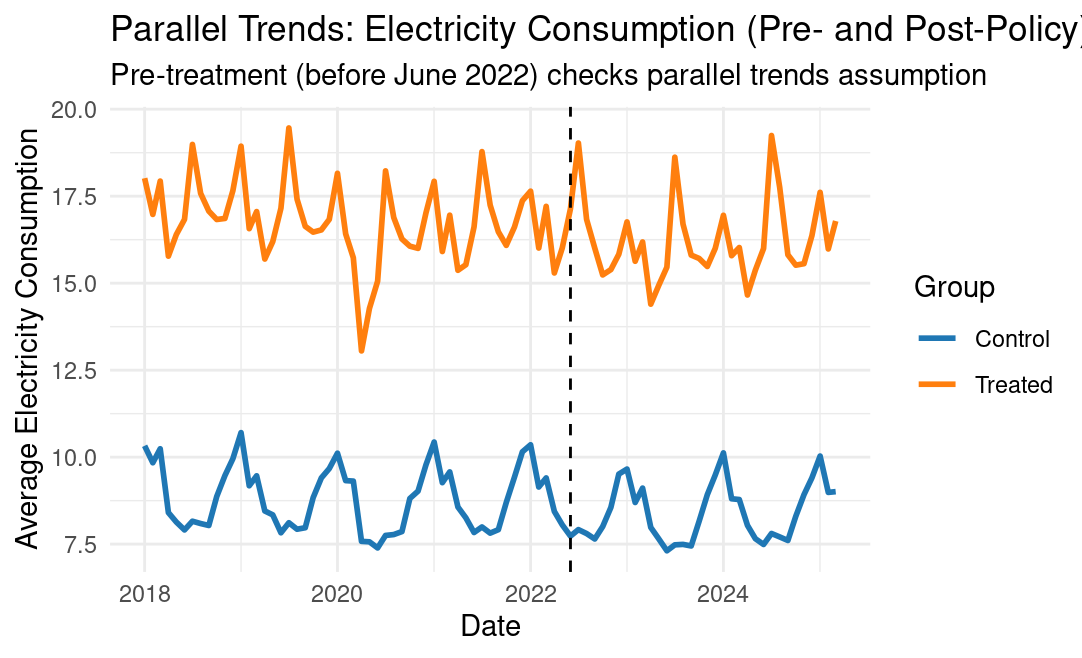 Parallel Trends: Electricity Consumption (Pre- and Post-Policy)
Pre-treatment (before June 2022) checks parallel trends assumption
Average Electricity Consumption
20.0
17.5
15.0
12.5
10.0
7.5
2018
2020
2022
2024
Date
Group
Control
Treated